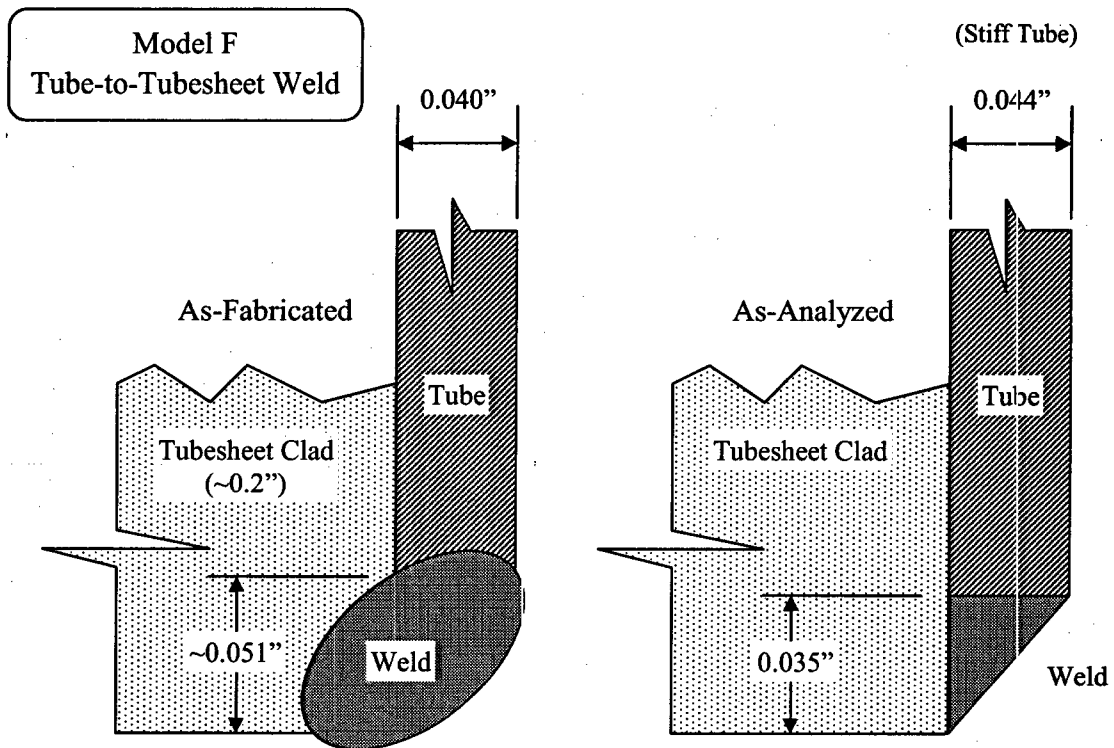 Model F
Tube-to-Tubesheet Weld
(Stiff Tube)
0.040”
0.044”
As-Fabricated
As-Analyzed
Tube
Tube
Tubesheet Clad
(~0.2”)
Tubesheet Clad
~0.051”
Weld
0.035”
Weld